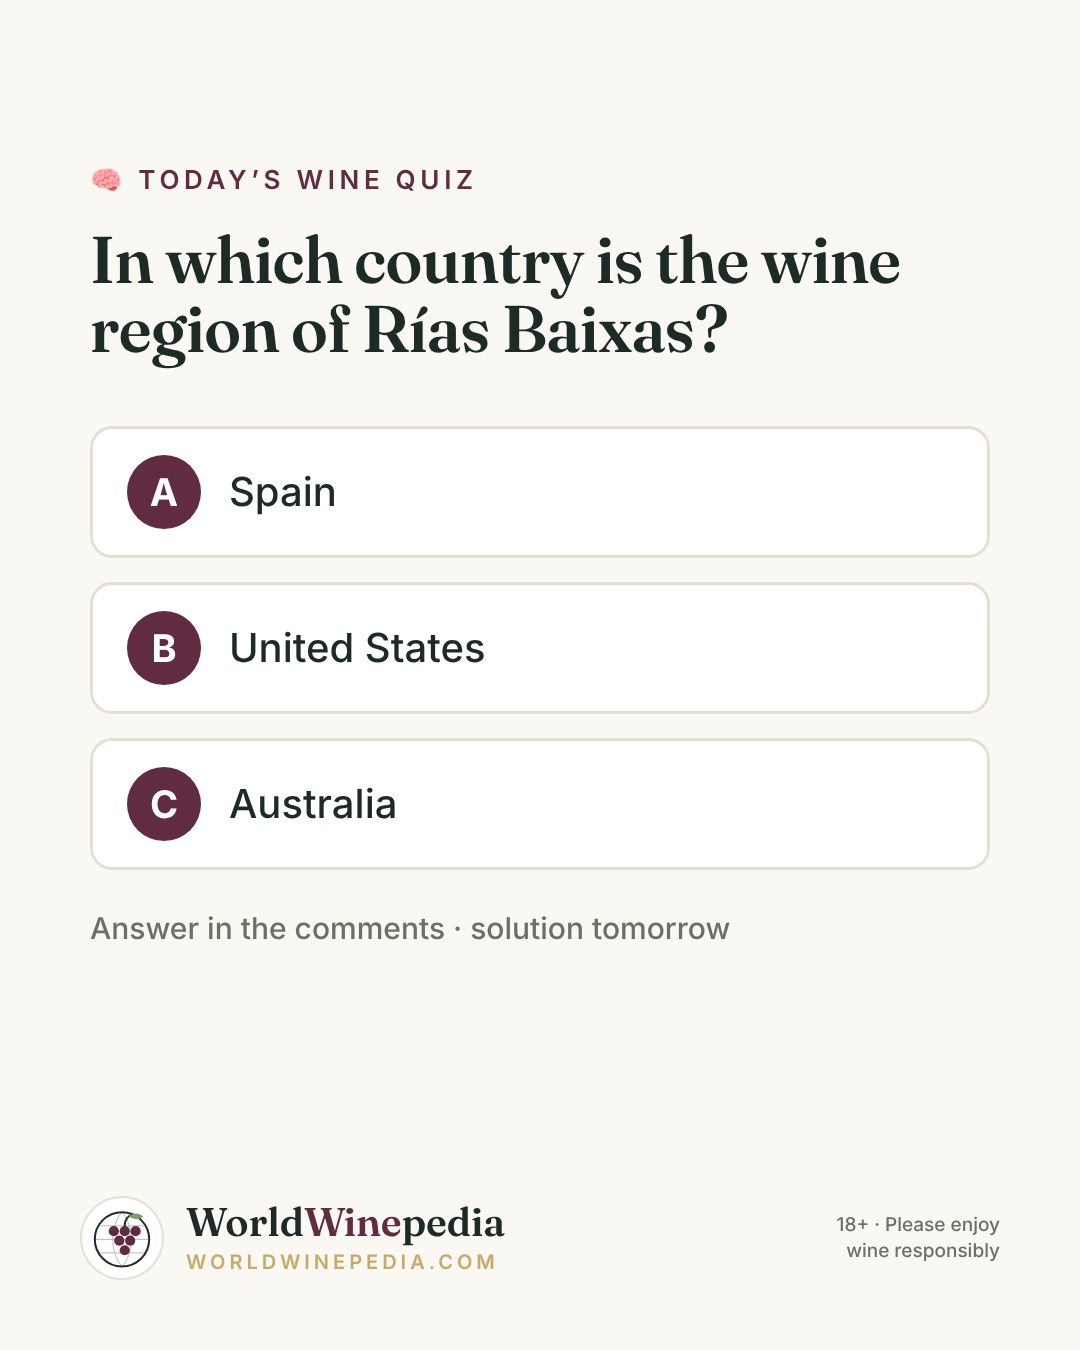 🧠 TODAY’S WINE QUIZ
In which country is the wine
region of Rías Baixas?
A Spain
B United States
C Australia
Answer in the comments · solution tomorrow
WorldWinepedia
WORLDWINEPEDIA.COM
18+ · Please enjoy
wine responsibly